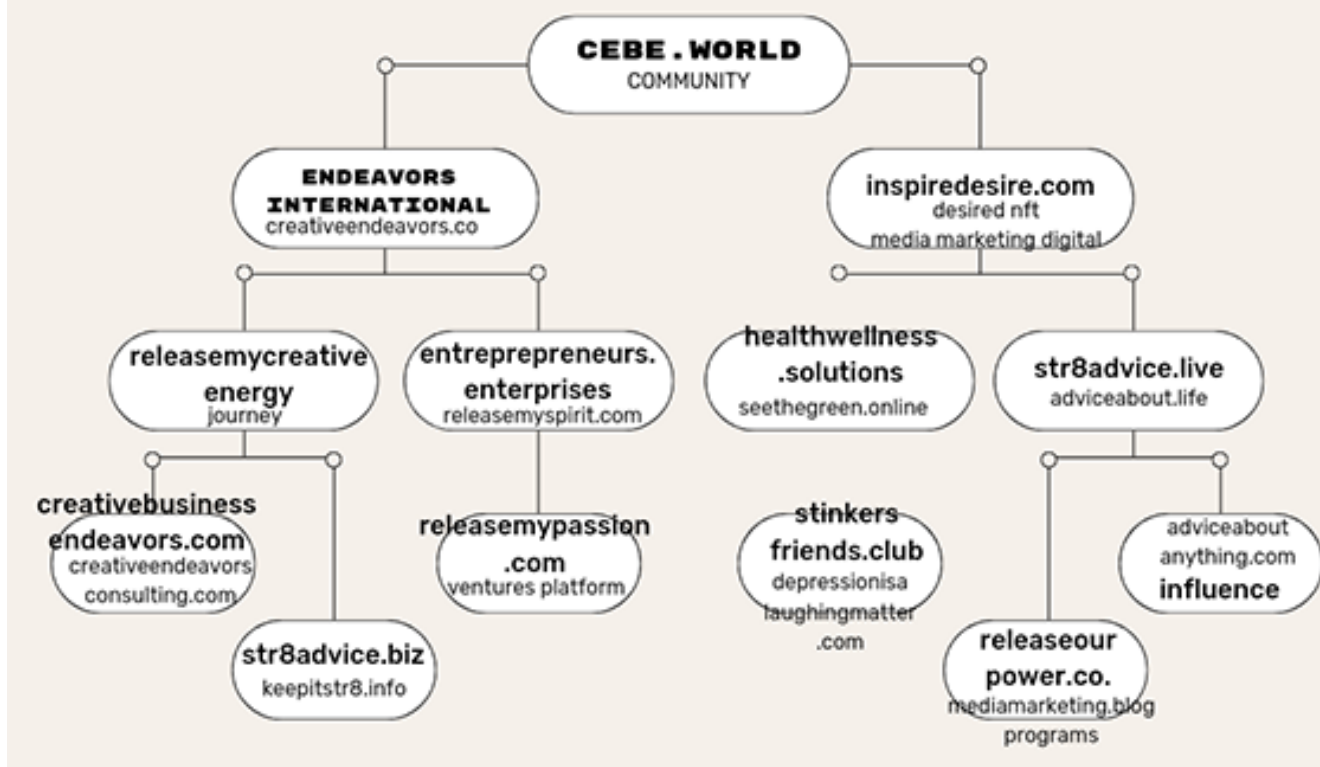 CEBE.WORLD
COMMUNITY
ENDEAVORS
INTERNATIONAL
creativeendeavors.co
inspiredesire.com
desired nft
media marketing digital
releasemycreative
energy
journey
entreprepreneurs.
enterprises
releasemyspirit.com
healthwellness
.solutions
seethegreen.online
str8advice.live
adviceabout.life
creativebusiness
endeavors.com
creativeendeavors
consulting.com
releasemypassion
.com
ventures platform
stinkers
friends.club
depressionisa
laughingmatter
.com
adviceabout
anything.com
influence
str8advice.biz
keepitstr8.info
releaseour
power.co.
mediamarketing.blog
programs